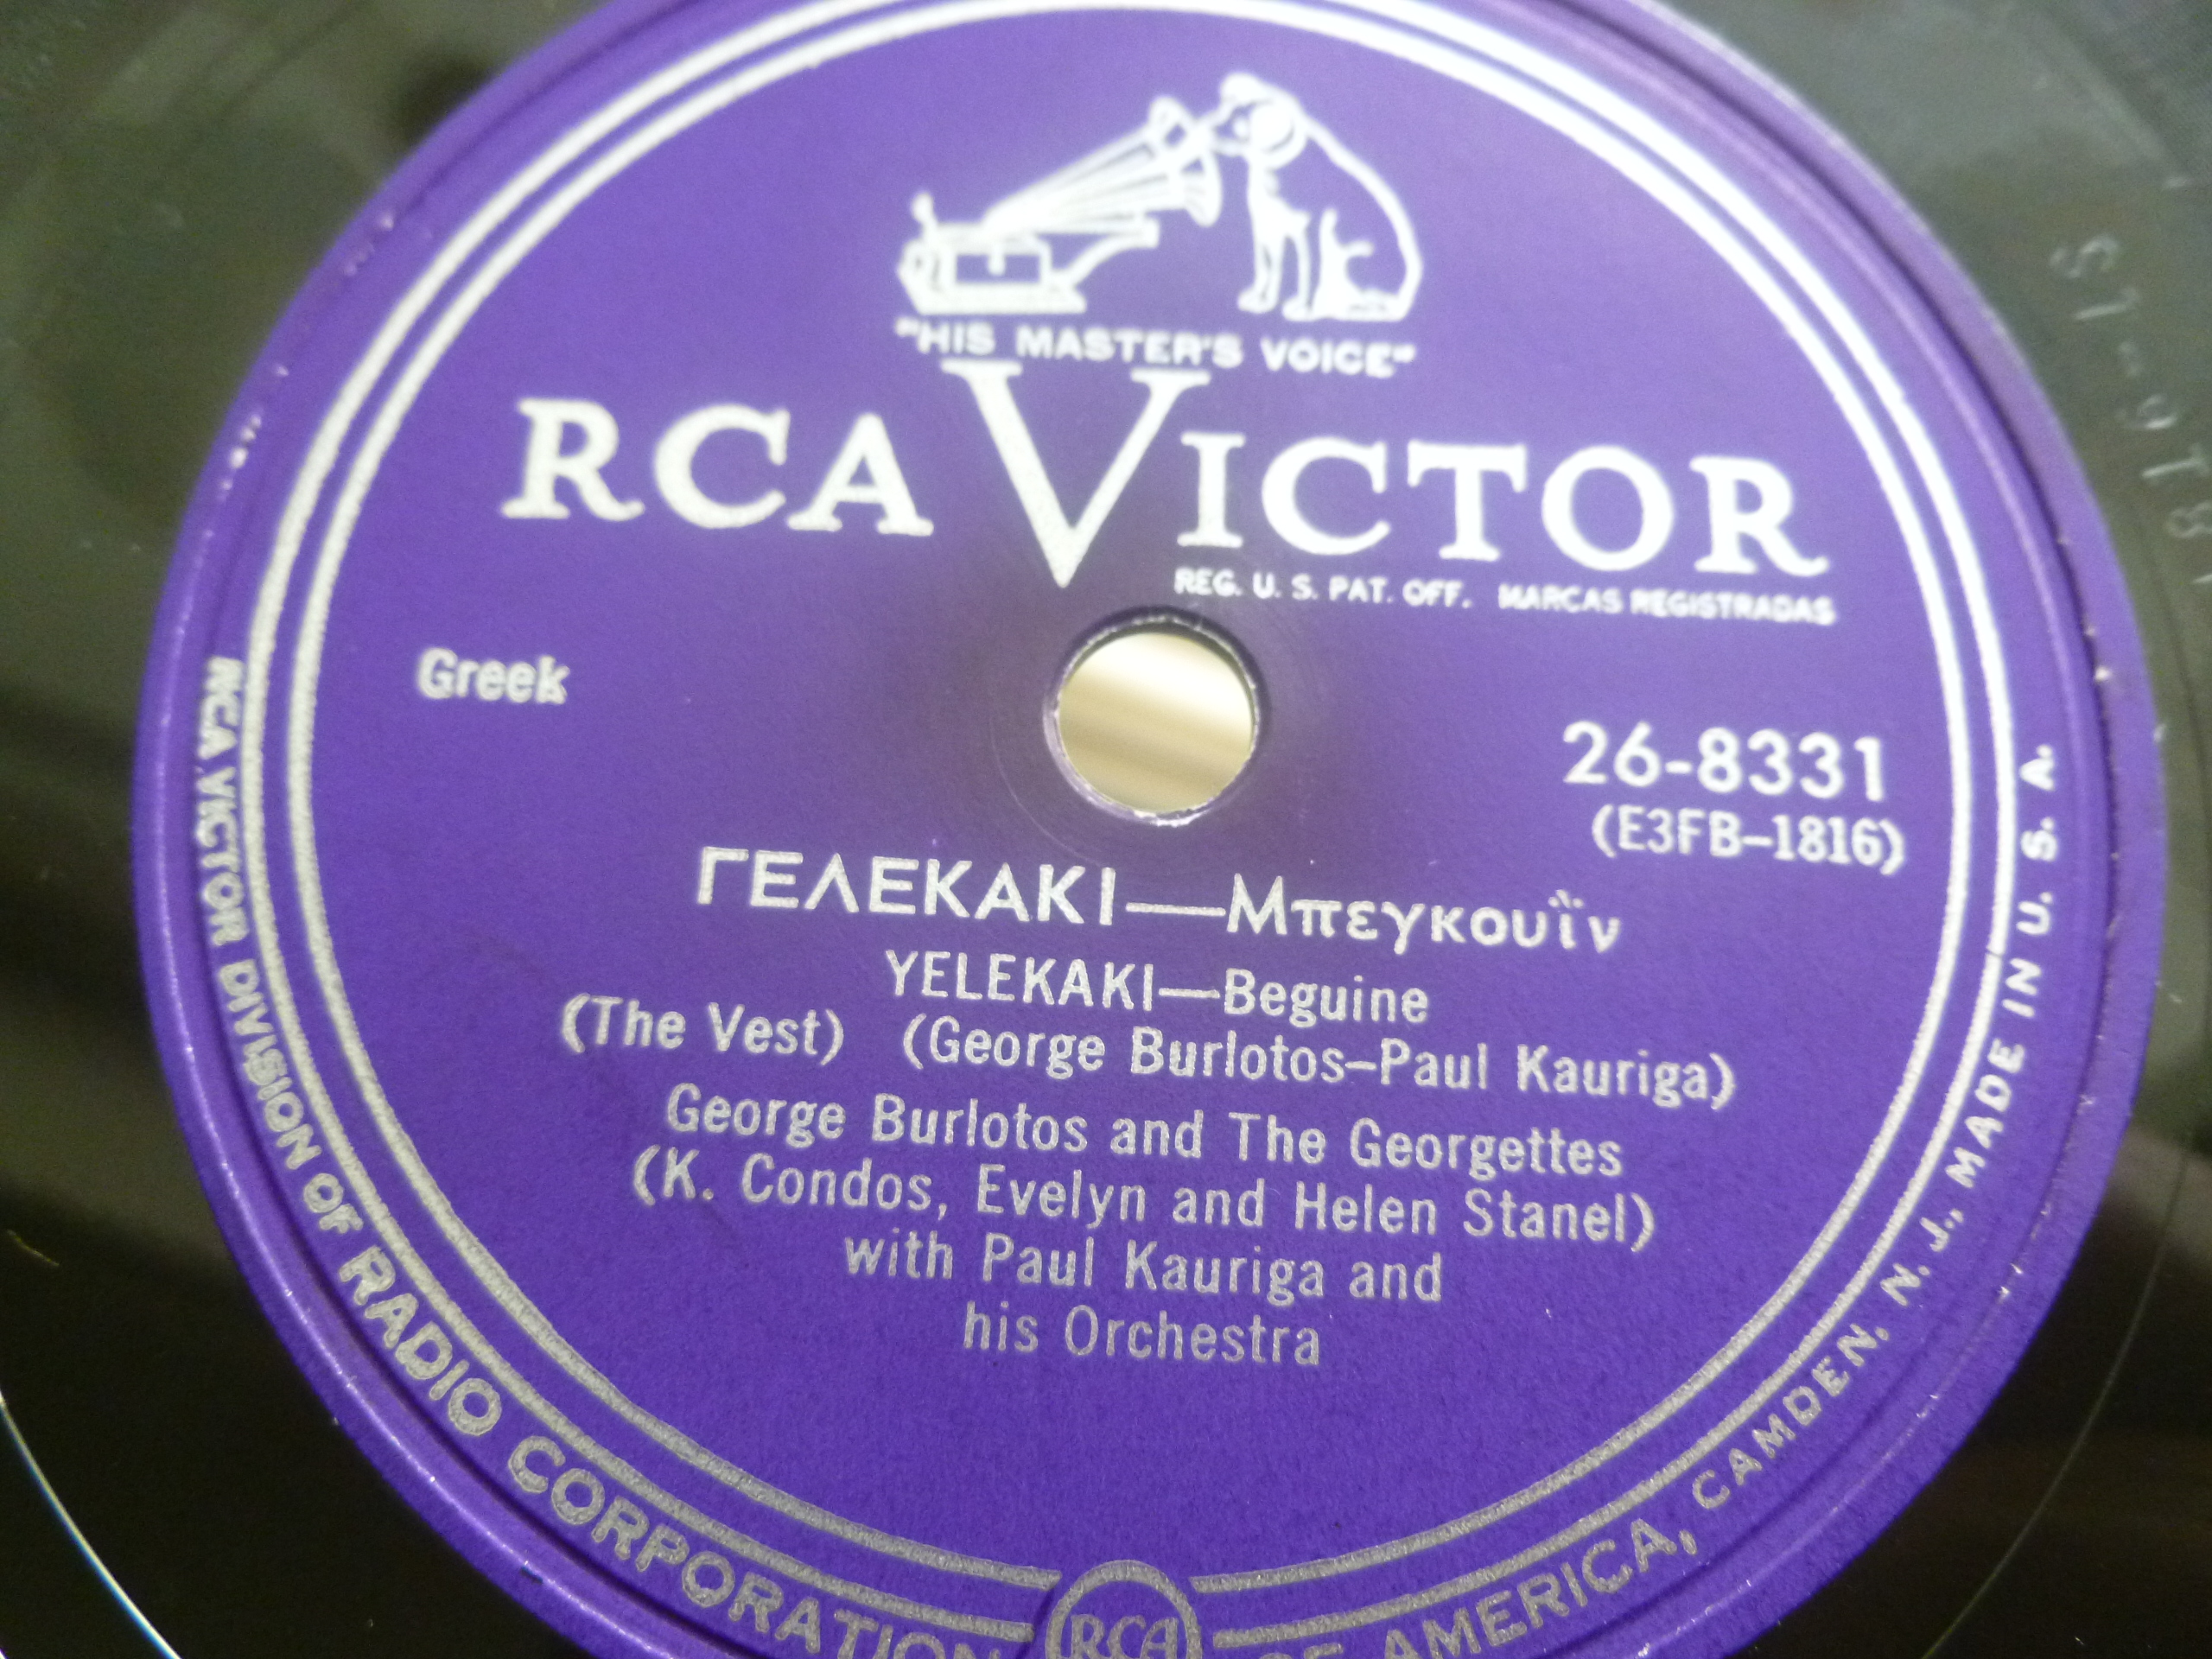 "HIS MASTER'S VOICE"
RCA VICTOR
REG. U. S. PAT. OFF. MARCAS REGISTRADAS
Greek
26-8331
(E3FB–1816)
ΓΕΛΕΚΑΚΙ—Μπεγκουϊν
YELEKAKI—Beguine
(The Vest) (George Burlotos–Paul Kauriga)
George Burlotos and The Georgettes
(K. Condos, Evelyn and Helen Stanel)
with Paul Kauriga and
his Orchestra
RCA VICTOR DIVISION OF RADIO CORPORATION OF AMERICA, CAMDEN, N. J., MADE IN U. S. A.
RCA